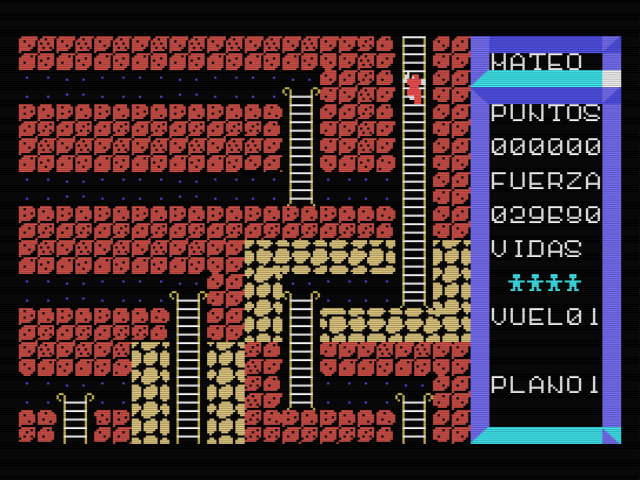 MATEO
PUNTOS
000000
FUERZA
029690
VIDAS
VUEL01
PLANO1